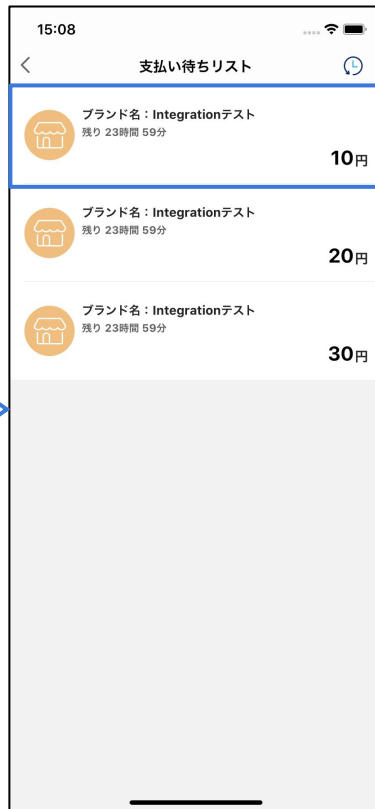 15:08
支払い待ちリスト
ブランド名：Integrationテスト
残り 23時間 59分
10円
ブランド名：Integrationテスト
残り 23時間 59分
20円
ブランド名：Integrationテスト
残り 23時間 59分
30円